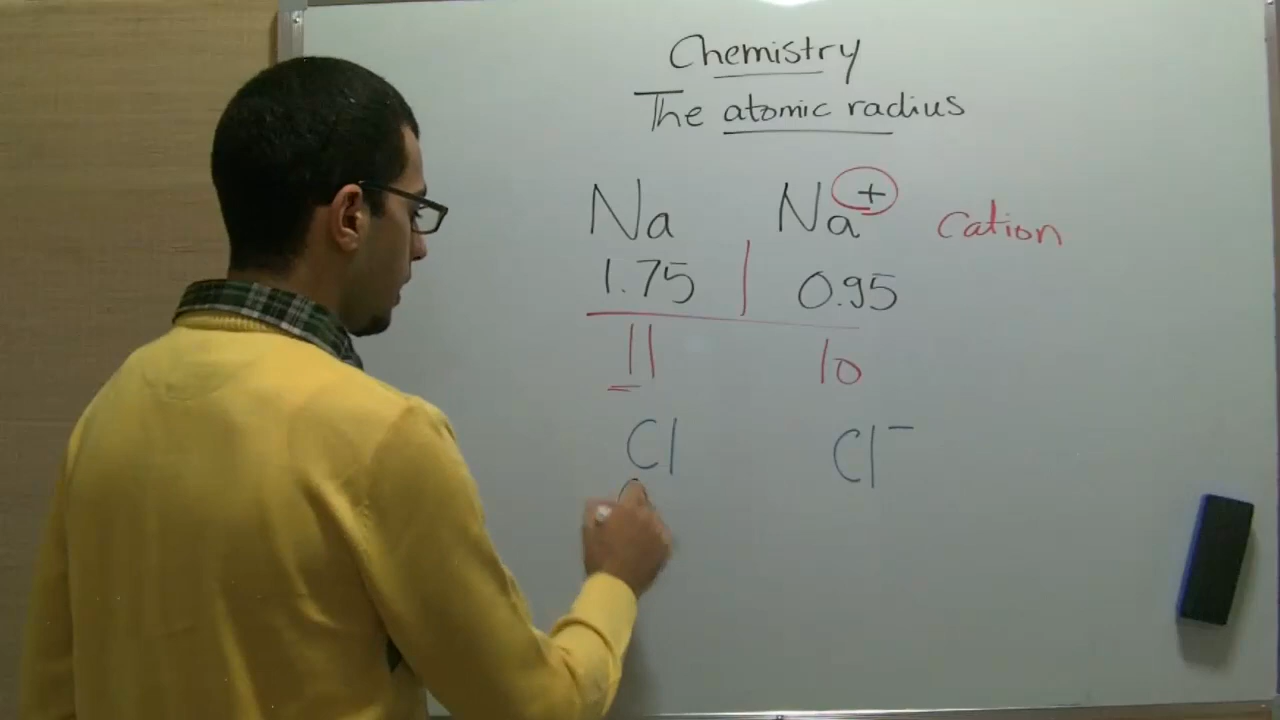 Chemistry
The atomic radius
Na Na+ cation
1.75 0.95
11 10
Cl Cl-